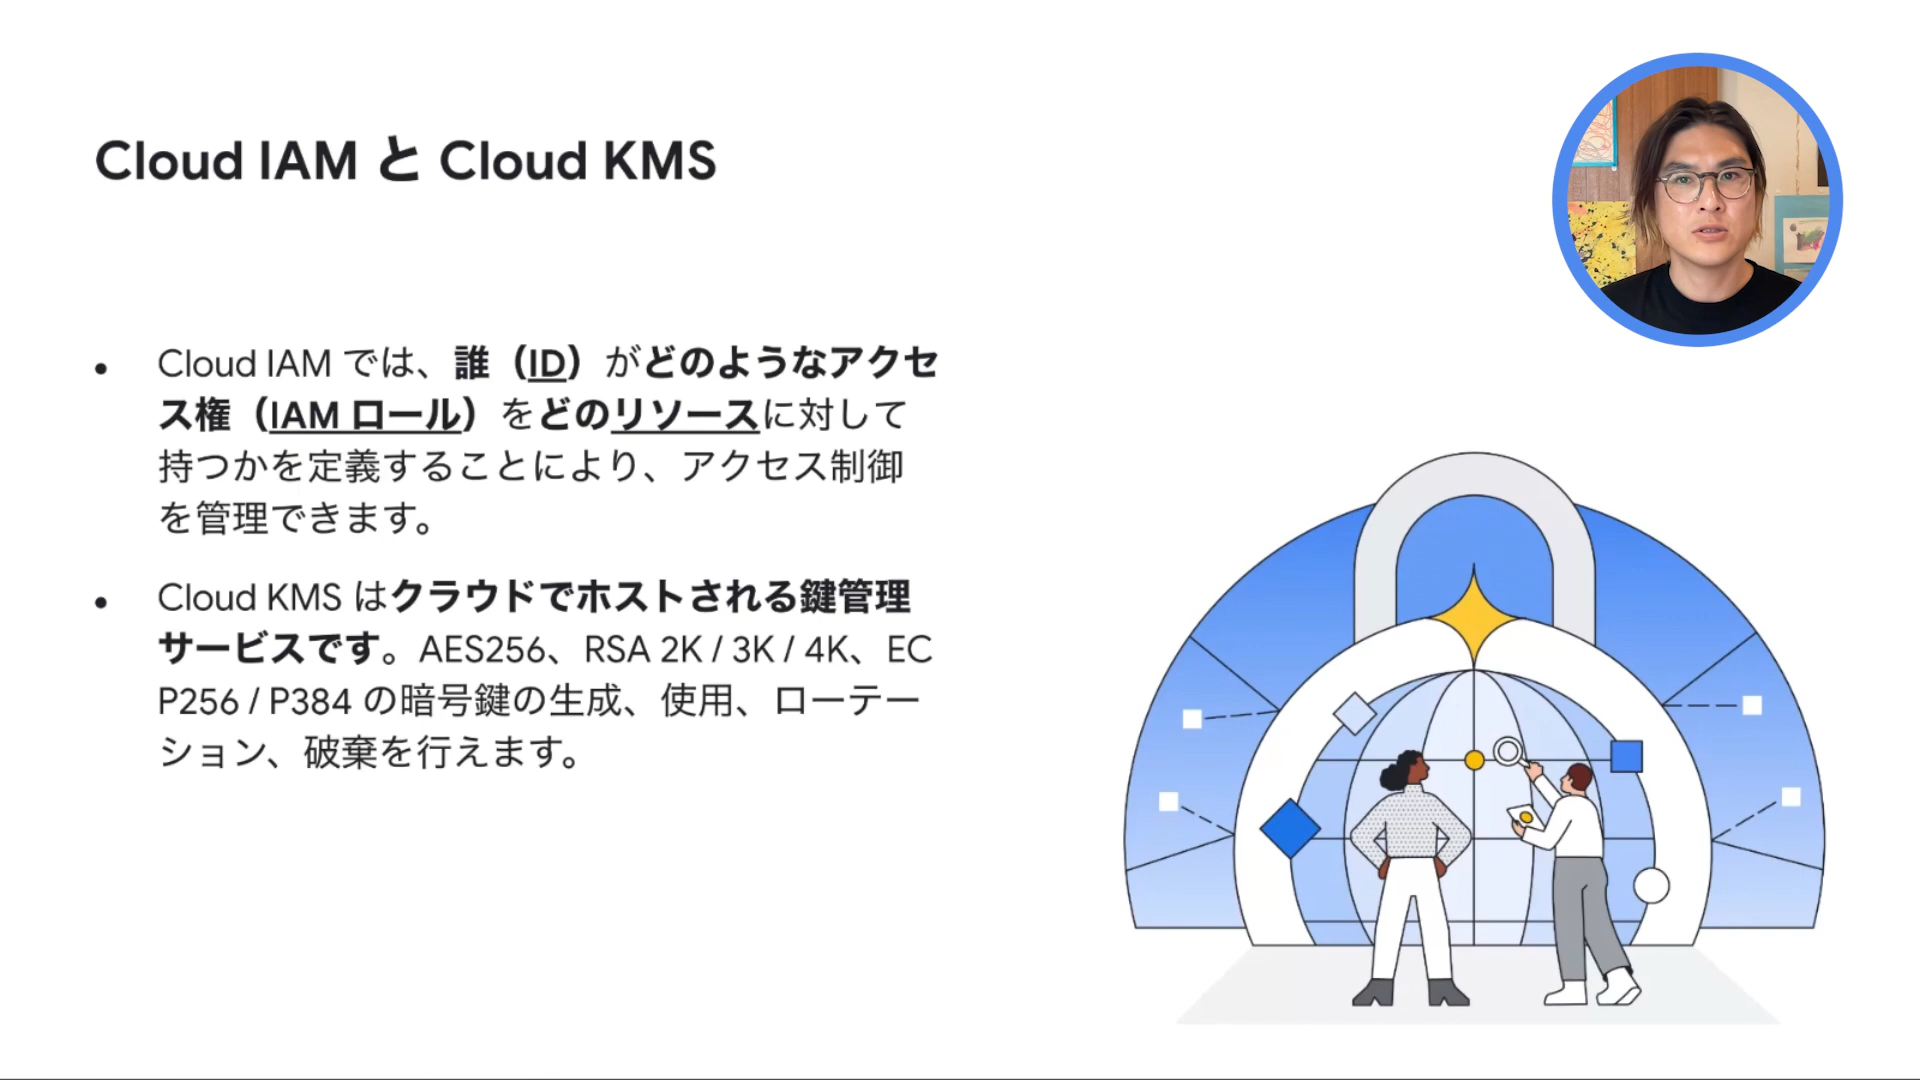 Cloud IAM と Cloud KMS
• Cloud IAM では、誰（ID）がどのようなアクセ
ス権（IAM ロール）をどのリソースに対して
持つかを定義することにより、アクセス制御
を管理できます。
• Cloud KMS はクラウドでホストされる鍵管理
サービスです。AES256、RSA 2K / 3K / 4K、EC
P256 / P384 の暗号鍵の生成、使用、ローテー
ション、破棄を行えます。